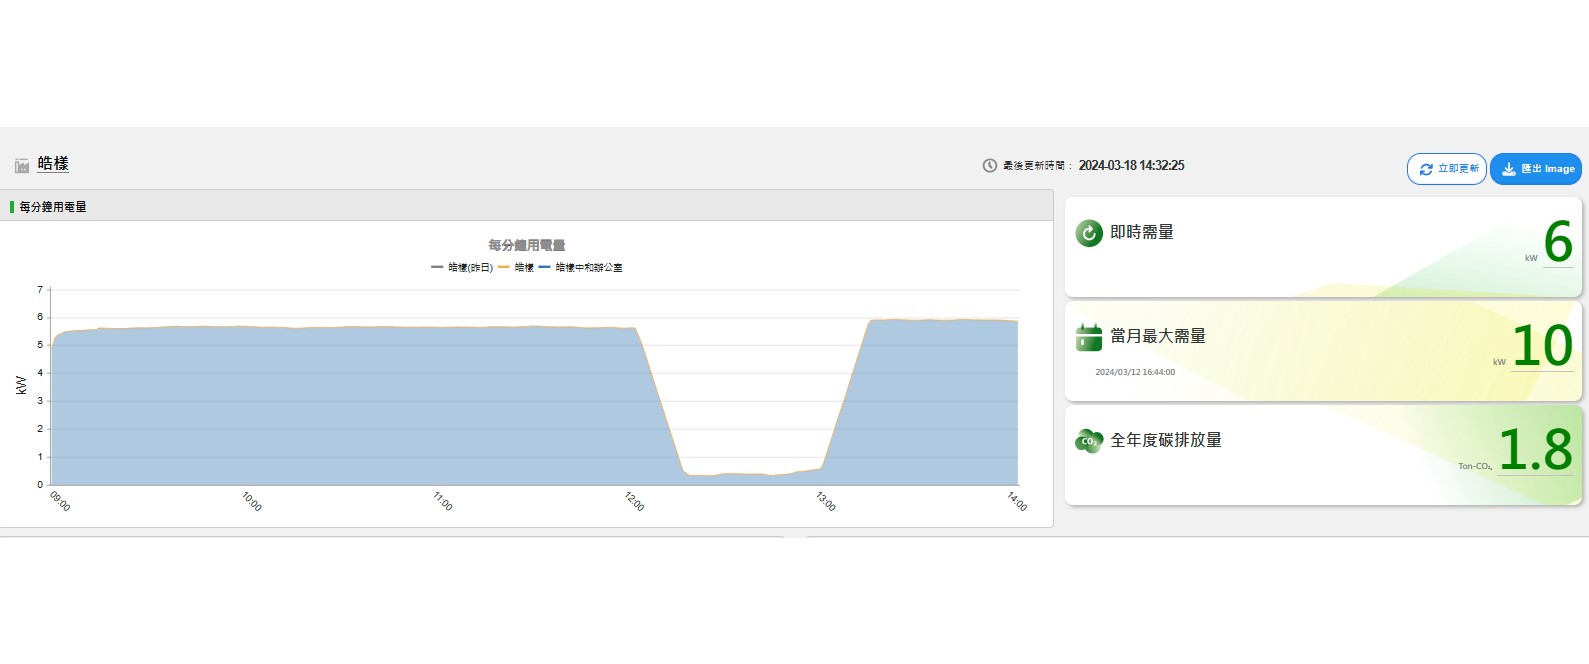 皓樣
最後更新時間： 2024-03-18 14:32:25
立即更新
匯出 Image
每分鐘用電量
每分鐘用電量
皓樣(昨日) 皓樣 皓樣中和辦公室
kW
7
6
5
4
3
2
1
0
09:00 10:00 11:00 12:00 13:00 14:00
即時需量
kW 6
當月最大需量
kW 10
2024/03/12 16:44:00
CO₂
全年度碳排放量
Ton-CO₂e 1.8